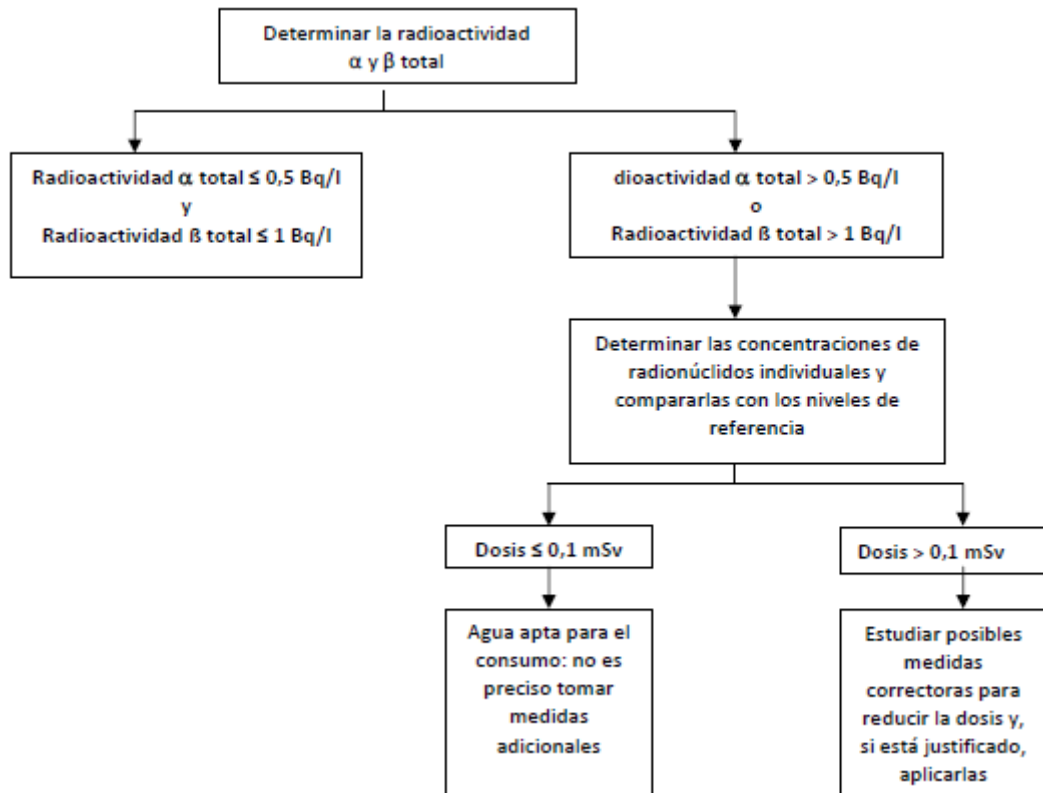 Determinar la radioactividad
α y β total
Radioactividad α total ≤ 0,5 Bq/l
y
Radioactividad ß total ≤ 1 Bq/l
dioactividad α total > 0,5 Bq/l
o
Radioactividad ß total > 1 Bq/l
Determinar las concentraciones de
radionúclidos individuales y
compararlas con los niveles de
referencia
Dosis ≤ 0,1 mSv
Dosis > 0,1 mSv
Agua apta para el
consumo: no es
preciso tomar
medidas
adicionales
Estudiar posibles
medidas
correctoras para
reducir la dosis y,
si está justificado,
aplicarlas